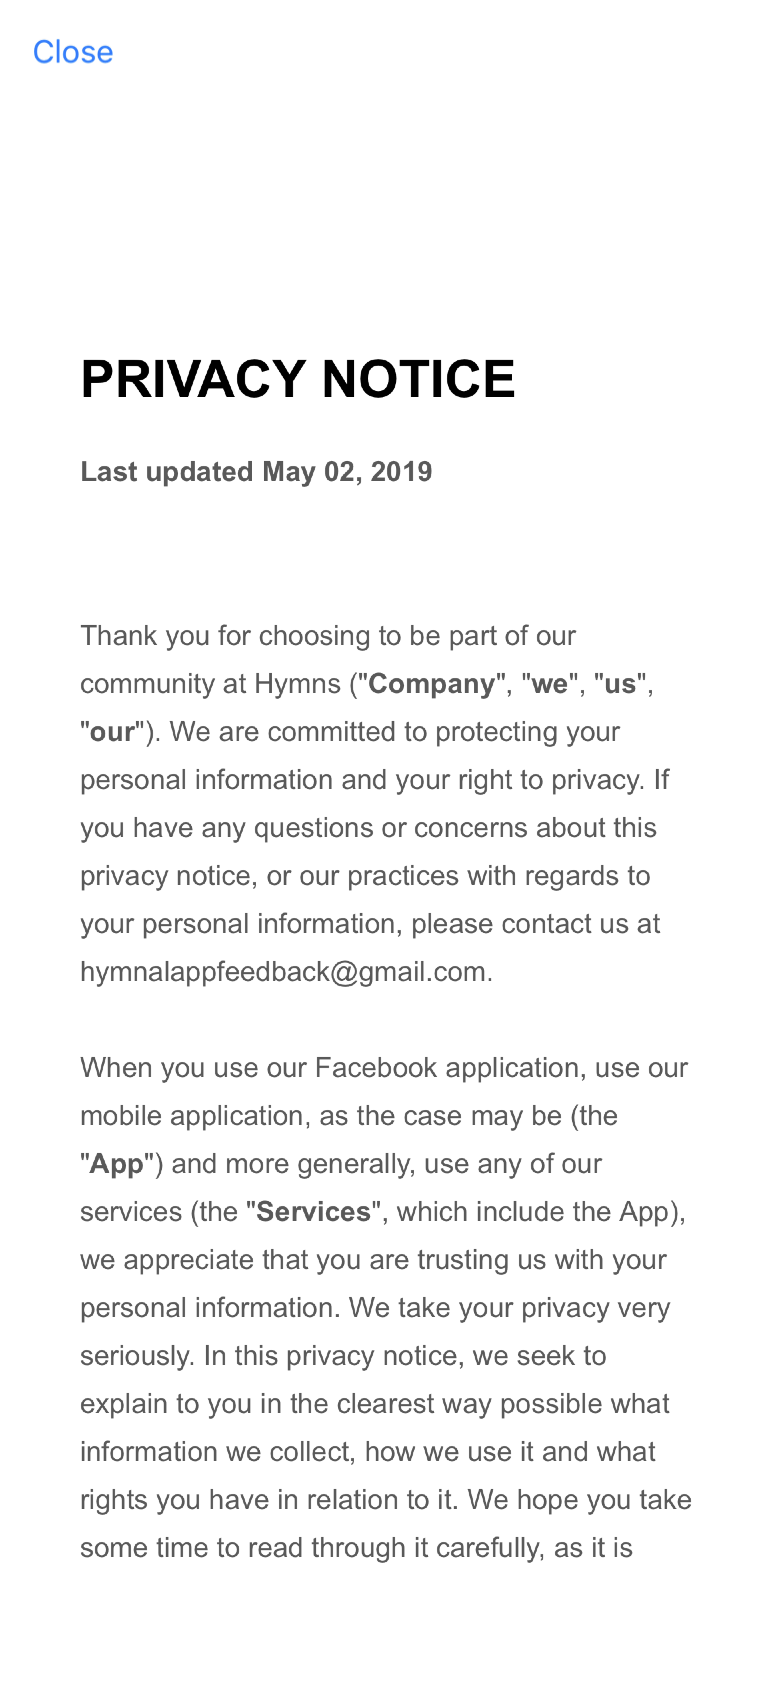 Close
PRIVACY NOTICE
Last updated May 02, 2019
Thank you for choosing to be part of our
community at Hymns ("Company", "we", "us",
"our"). We are committed to protecting your
personal information and your right to privacy. If
you have any questions or concerns about this
privacy notice, or our practices with regards to
your personal information, please contact us at
hymnalappfeedback@gmail.com.
When you use our Facebook application, use our
mobile application, as the case may be (the
"App") and more generally, use any of our
services (the "Services", which include the App),
we appreciate that you are trusting us with your
personal information. We take your privacy very
seriously. In this privacy notice, we seek to
explain to you in the clearest way possible what
information we collect, how we use it and what
rights you have in relation to it. We hope you take
some time to read through it carefully, as it is